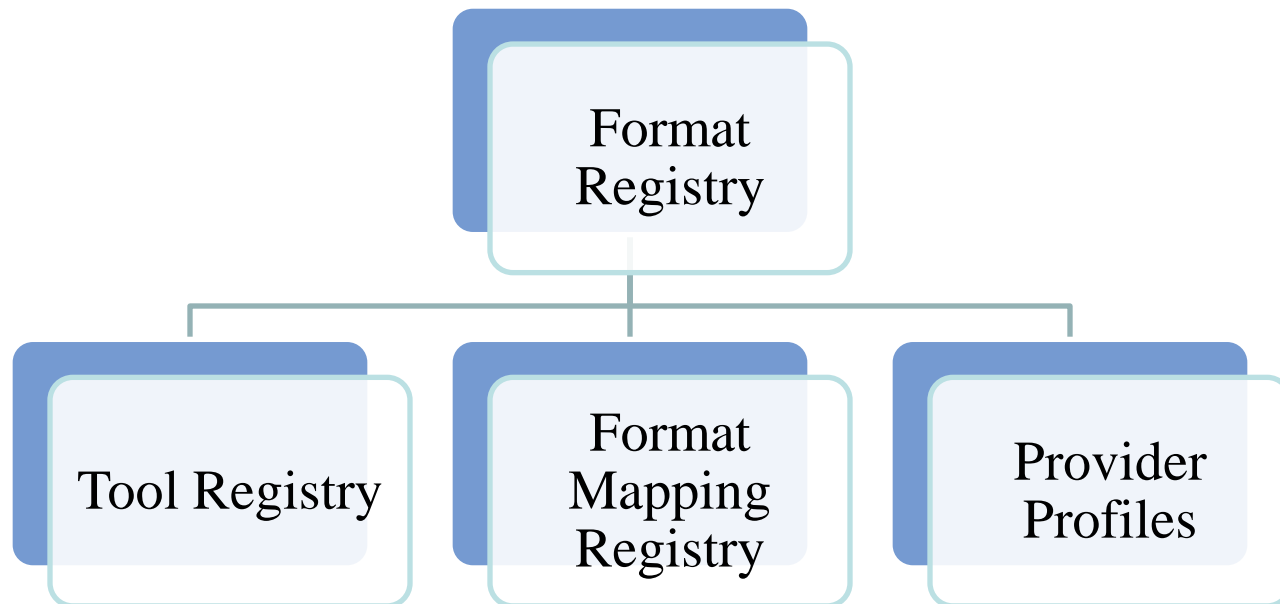 Format
Registry
Tool Registry
Format
Mapping
Registry
Provider
Profiles